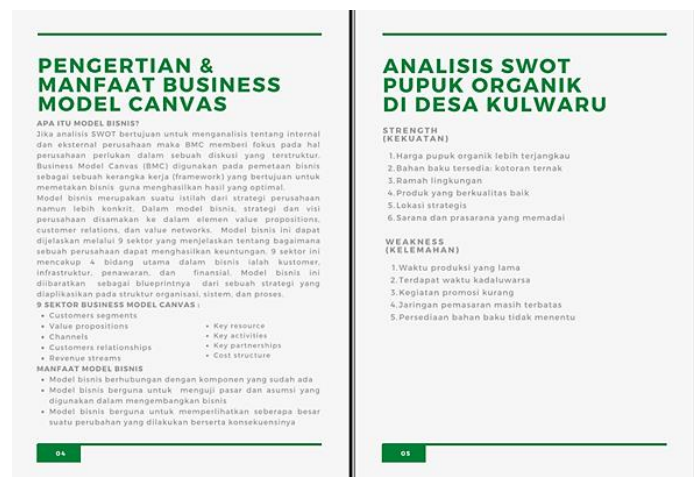 PENGERTIAN &
MANFAAT BUSINESS
MODEL CANVAS
APA ITU MODEL BISNIS?
Jika analisis SWOT bertujuan untuk menganalisis tentang internal
dan eksternal perusahaan maka BMC memberi fokus pada hal
perusahaan perlukan dalam sebuah diskusi yang terstruktur.
Business Model Canvas (BMC) digunakan pada pemetaan bisnis
sebagai sebuah kerangka kerja (framework) yang bertujuan untuk
memetakan bisnis guna menghasilkan hasil yang optimal.
Model bisnis merupakan suatu istilah dari strategi perusahaan
namun lebih konkrit. Dalam model bisnis, strategi dan visi
perusahaan disamakan ke dalam elemen value propositions,
customer relations, dan value networks. Model bisnis ini dapat
dijelaskan melalui 9 sektor yang menjelaskan tentang bagaimana
sebuah perusahaan dapat menghasilkan keuntungan. 9 sektor ini
mencakup 4 bidang utama dalam bisnis ialah kustomer,
infrastruktur, penawaran, dan finansial. Model bisnis ini
diibaratkan sebagai blueprintnya dari sebuah strategi yang
diaplikasikan pada struktur organisasi, sistem, dan proses.
9 SEKTOR BUSINESS MODEL CANVAS :
• Customers segments
• Value propositions
• Channels
• Customers relationships
• Revenue streams
• Key resource
• Key activities
• Key partnerships
• Cost structure
MANFAAT MODEL BISNIS
• Model bisnis berhubungan dengan komponen yang sudah ada
• Model bisnis berguna untuk menguji pasar dan asumsi yang
digunakan dalam mengembangkan bisnis
• Model bisnis berguna untuk memperlihatkan seberapa besar
suatu perubahan yang dilakukan berserta konsekuensinya
04
ANALISIS SWOT
PUPUK ORGANIK
DI DESA KULWARU
STRENGTH
(KEKUATAN)
1. Harga pupuk organik lebih terjangkau
2. Bahan baku tersedia: kotoran ternak
3. Ramah lingkungan
4. Produk yang berkualitas baik
5. Lokasi strategis
6. Sarana dan prasarana yang memadai
WEAKNESS
(KELEMAHAN)
1. Waktu produksi yang lama
2. Terdapat waktu kadaluwarsa
3. Kegiatan promosi kurang
4. Jaringan pemasaran masih terbatas
5. Persediaan bahan baku tidak menentu
05